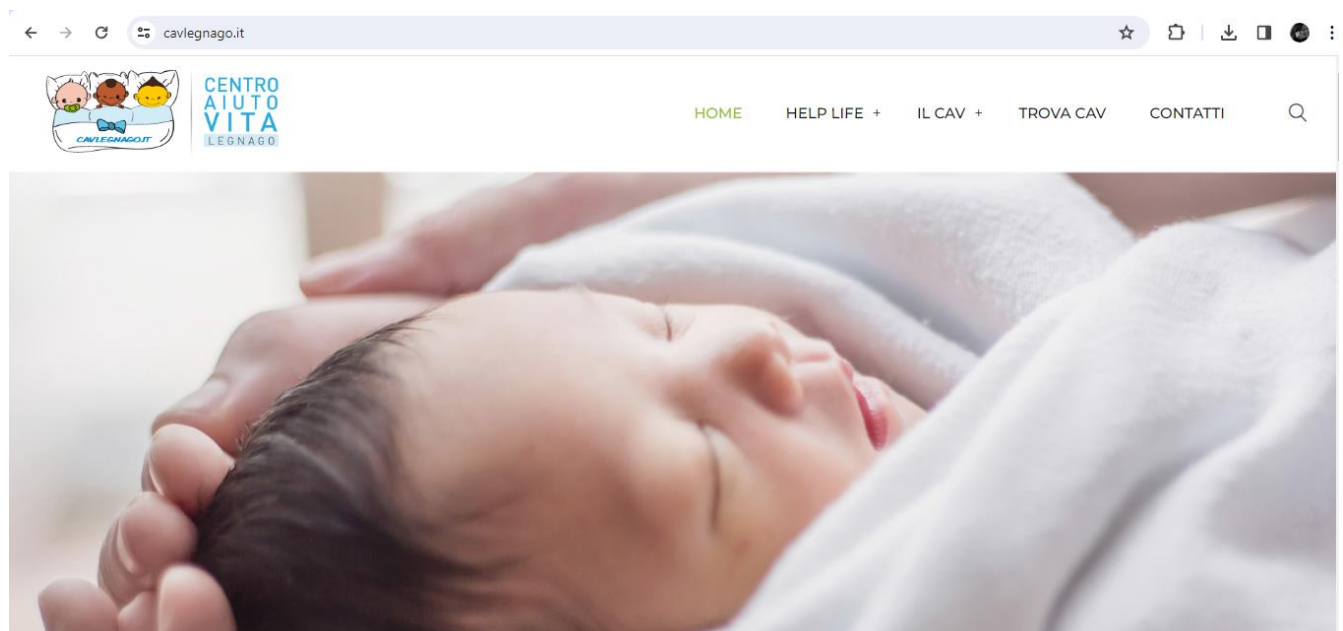 cavlegnago.it
CAVLEGNAGO.IT
CENTRO
AIUTO
VITA
LEGNAGO
HOME
HELP LIFE +
IL CAV +
TROVA CAV
CONTATTI